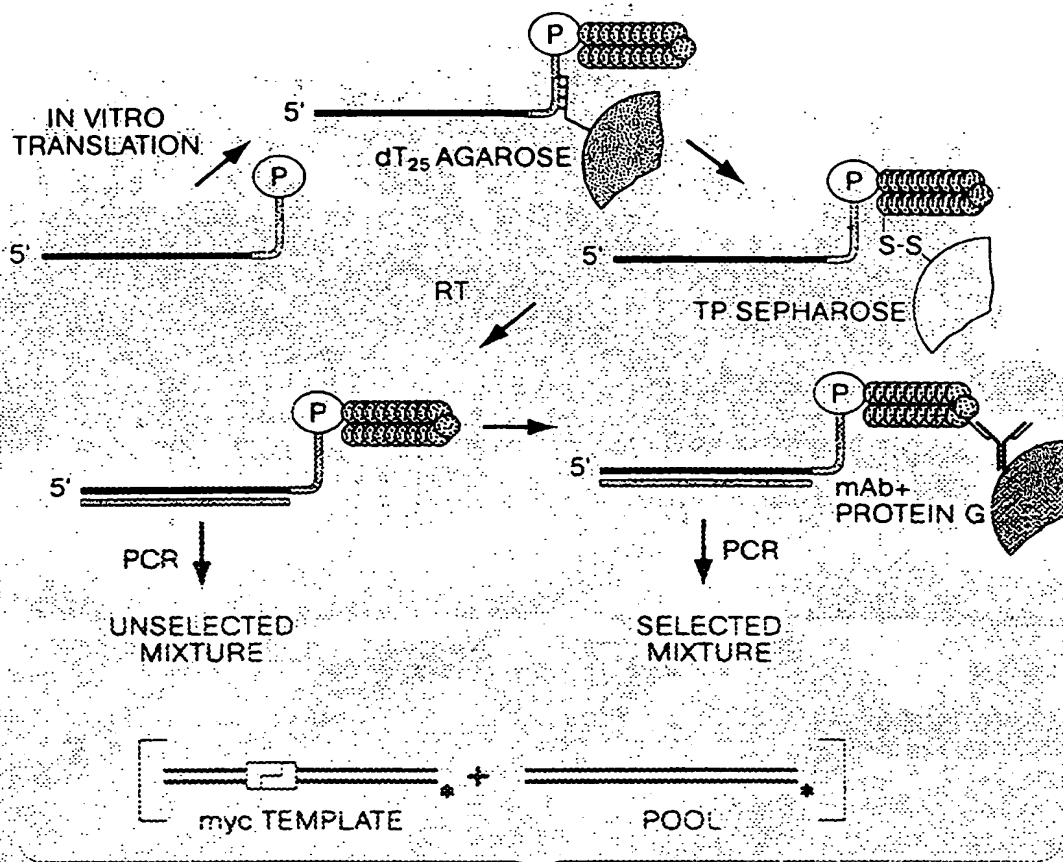 P
5'
IN VITRO
TRANSLATION
dT25 AGAROSE
P
5'
P
5'
S-S
TP SEPHAROSE
RT
P
5'
P
5'
mAb+
PROTEIN G
PCR
PCR
UNSELECTED
MIXTURE
SELECTED
MIXTURE
* + *
myc TEMPLATE
POOL